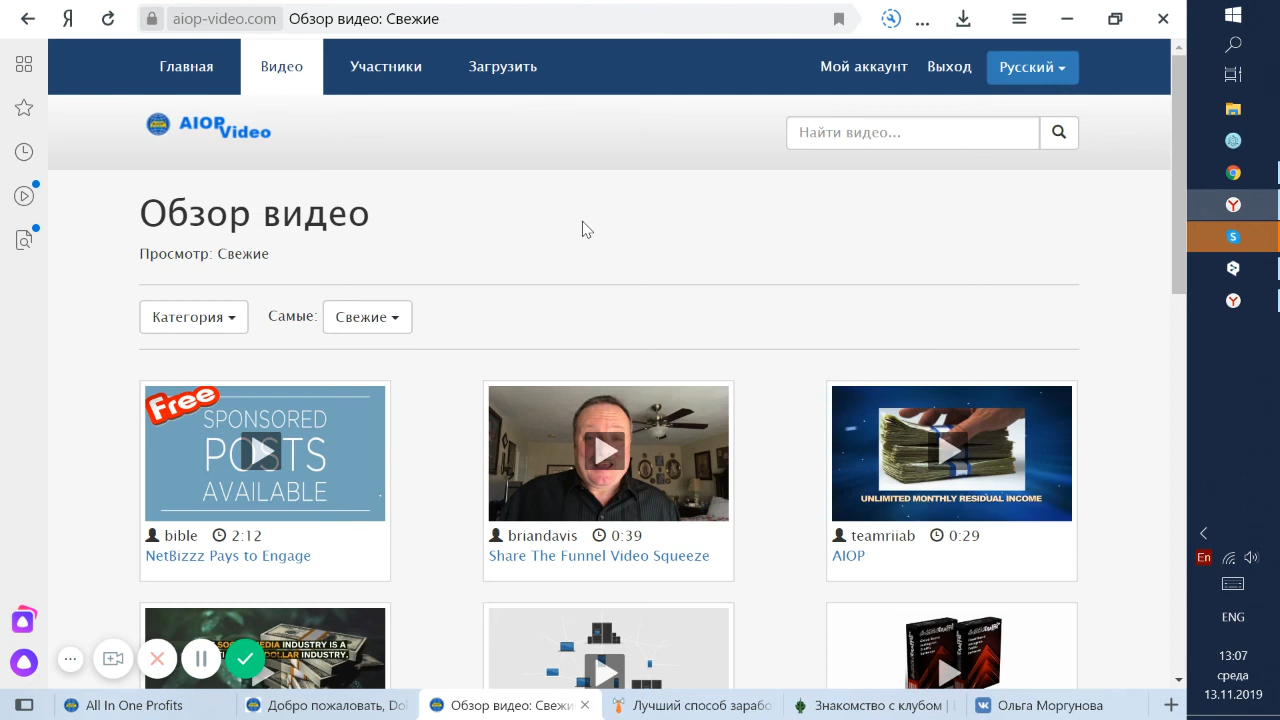 aiop-video.com Обзор видео: Свежие
Главная Видео Участники Загрузить Мой аккаунт Выход Русский
AIOP Video
Найти видео...
Обзор видео
Просмотр: Свежие
Категория Самые: Свежие
Free
SPONSORED
POSTS
AVAILABLE
UNLIMITED MONTHLY RESIDUAL INCOME
bible 2:12
NetBizzz Pays to Engage
briandavis 0:39
Share The Funnel Video Squeeze
teamriiab 0:29
AIOP
MEDIA INDUSTRY IS A
DOLLAR INDUSTRY.
En
ENG
13:07
среда
13.11.2019
All In One Profits
Добро пожаловать, Do
Обзор видео: Свежи
Лучший способ зарабо
Знакомство с клубом |
Ольга Моргунова